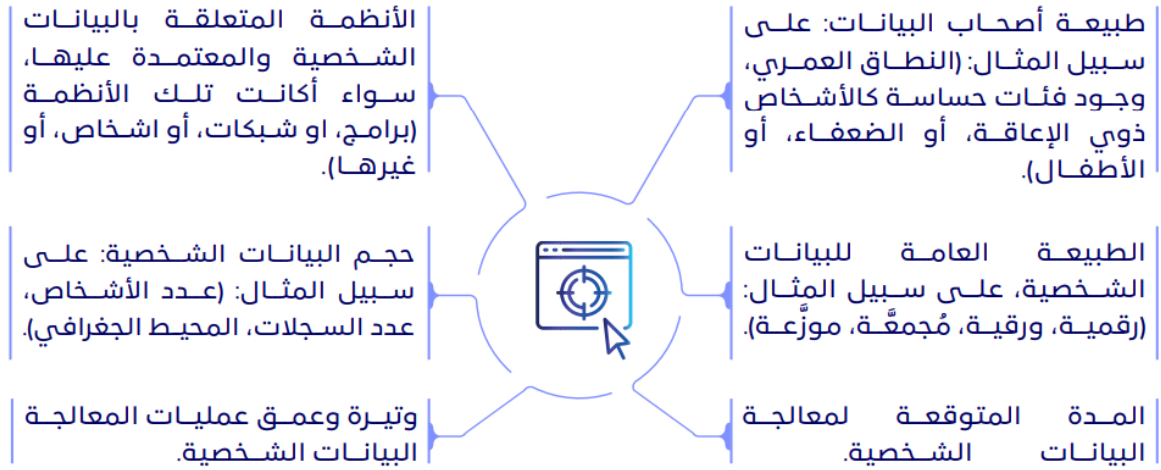 طبيعة أصحاب البيانات: على
سبيل المثال: (النطاق العمري،
وجود فئات حساسة كالأشخاص
ذوي الإعاقة، أو الضعفاء، أو
الأطفال).
الأنظمة المتعلقة بالبيانات
الشخصية والمعتمدة عليها،
سواء أكانت تلك الأنظمة
(برامج، او شبكات، أو اشخاص، أو
غيرها).
الطبيعة العامة للبيانات
الشخصية، على سبيل المثال:
(رقمية، ورقية، مُجمعَّة، موزَّعة).
حجم البيانات الشخصية: على
سبيل المثال: (عدد الأشخاص،
عدد السجلات، المحيط الجغرافي).
المدة المتوقعة لمعالجة
البيانات الشخصية.
وتيرة وعمق عمليات المعالجة
البيانات الشخصية.